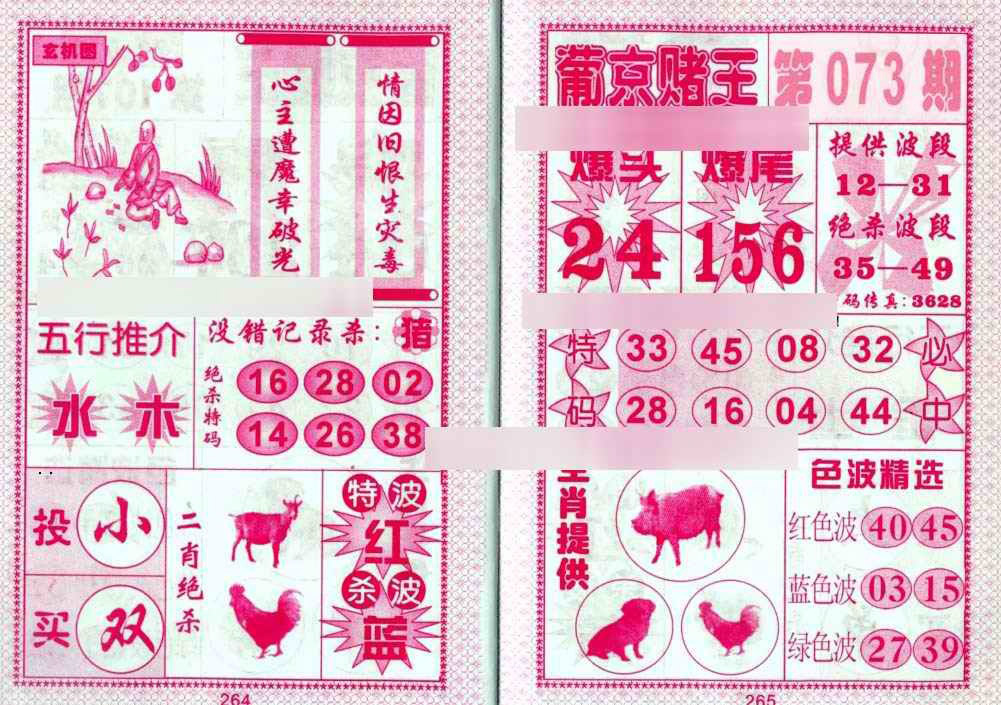 玄机图
心主遭魔幸破光
情因旧恨生灾毒
五行推介
水 木
没错记录杀：猪
绝杀特码
16 28 02
14 26 38
投 小
买 双
二肖绝杀
特波
红
杀波
蓝
264
葡京赌王
第073期
爆头
24
爆尾
156
提供波段
12—31
绝杀波段
35—49
码传真:3628
特码
33 45 08 32
28 16 04 44
必中
生肖提供
色波精选
红色波 40 45
蓝色波 03 15
绿色波 27 39
265